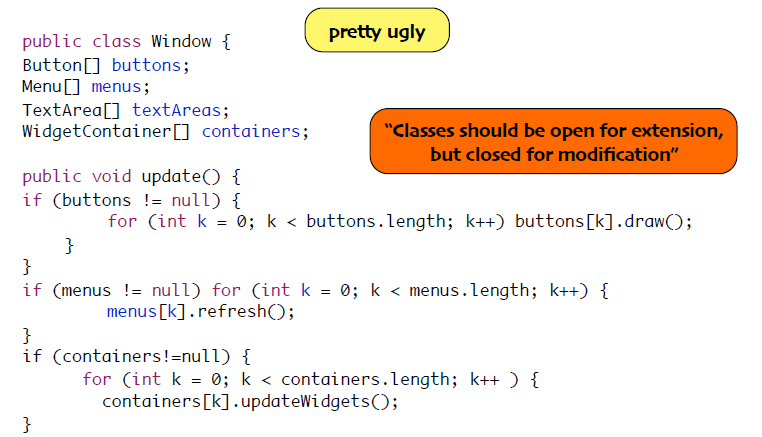 pretty ugly
public class Window {
Button[] buttons;
Menu[] menus;
TextArea[] textAreas;
WidgetContainer[] containers;
“Classes should be open for extension,
but closed for modification”
public void update() {
if (buttons != null) {
for (int k = 0; k < buttons.length; k++) buttons[k].draw();
}
}
if (menus != null) for (int k = 0; k < menus.length; k++) {
menus[k].refresh();
}
if (containers!=null) {
for (int k = 0; k < containers.length; k++ ) {
containers[k].updateWidgets();
}